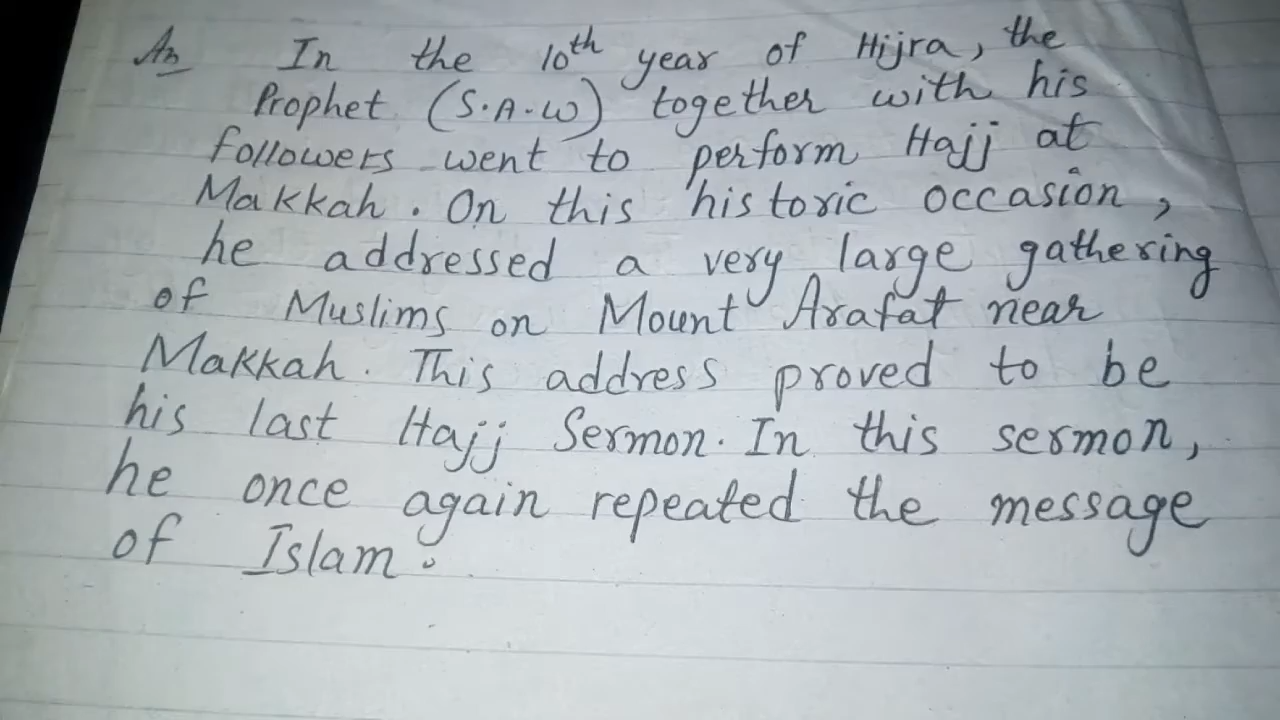 An In the 10th year of Hijra, the
Prophet (S.A.W) together with his
followers went to perform Hajj at
Makkah. On this historic occasion,
he addressed a very large gathering
of Muslims on Mount Arafat near
Makkah. This address proved to be
his last Hajj Sermon. In this sermon,
he once again repeated the message
of Islam.